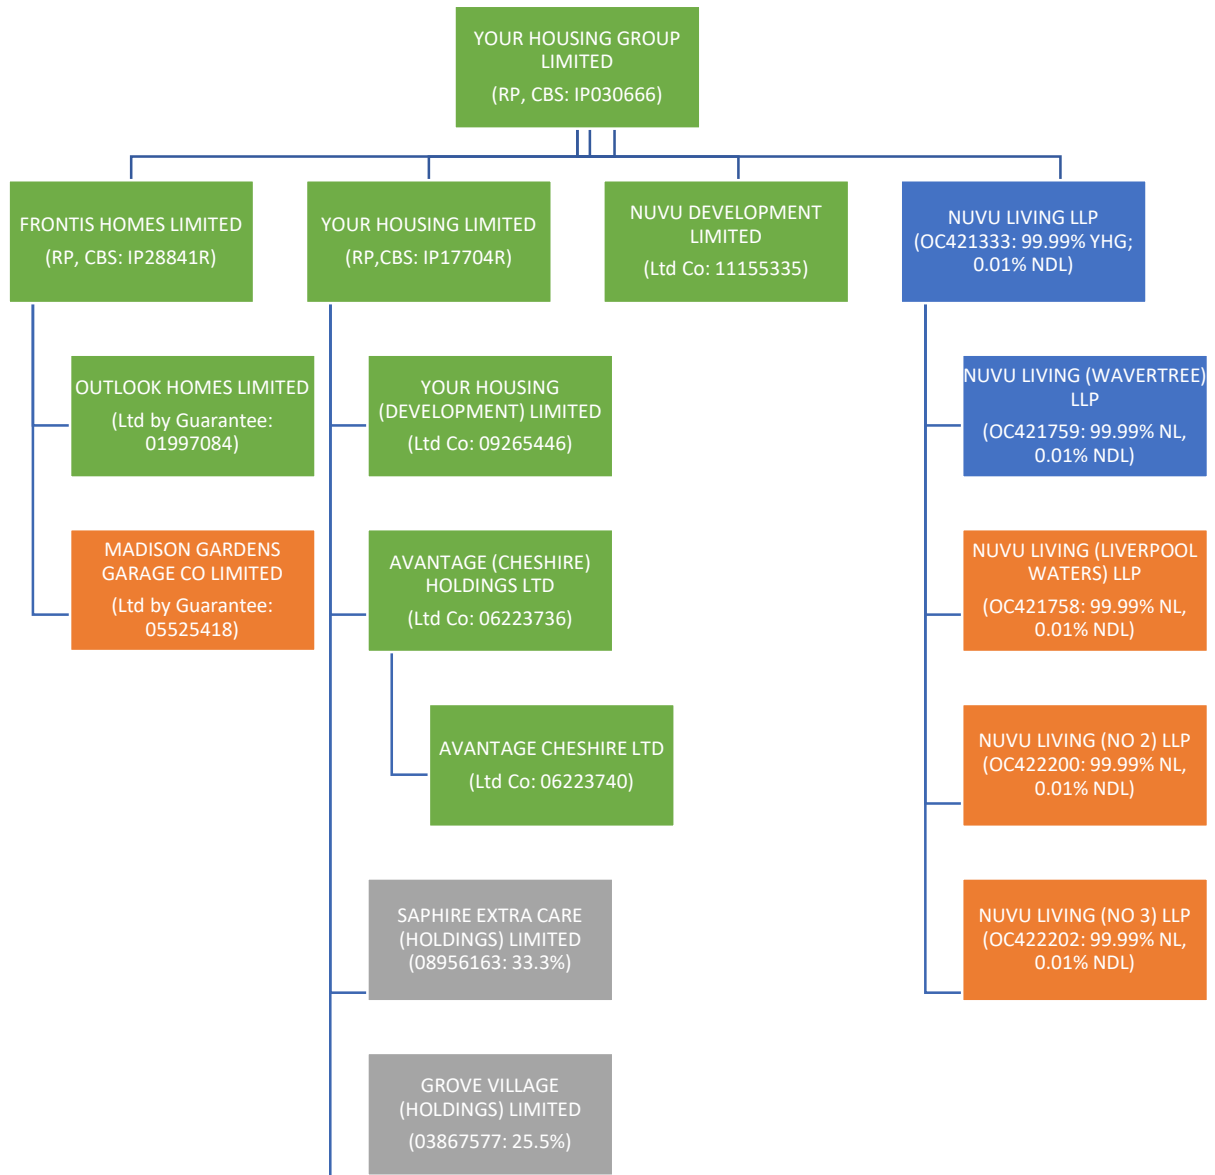 YOUR HOUSING GROUP
LIMITED
(RP, CBS: IP030666)
FRONTIS HOMES LIMITED
(RP, CBS: IP28841R)
YOUR HOUSING LIMITED
(RP,CBS: IP17704R)
NUVU DEVELOPMENT
LIMITED
(Ltd Co: 11155335)
NUVU LIVING LLP
(OC421333: 99.99% YHG;
0.01% NDL)
OUTLOOK HOMES LIMITED
(Ltd by Guarantee:
01997084)
YOUR HOUSING
(DEVELOPMENT) LIMITED
(Ltd Co: 09265446)
NUVU LIVING (WAVERTREE)
LLP
(OC421759: 99.99% NL,
0.01% NDL)
MADISON GARDENS
GARAGE CO LIMITED
(Ltd by Guarantee:
05525418)
AVANTAGE (CHESHIRE)
HOLDINGS LTD
(Ltd Co: 06223736)
NUVU LIVING (LIVERPOOL
WATERS) LLP
(OC421758: 99.99% NL,
0.01% NDL)
AVANTAGE CHESHIRE LTD
(Ltd Co: 06223740)
NUVU LIVING (NO 2) LLP
(OC422200: 99.99% NL,
0.01% NDL)
SAPHIRE EXTRA CARE
(HOLDINGS) LIMITED
(08956163: 33.3%)
NUVU LIVING (NO 3) LLP
(OC422202: 99.99% NL,
0.01% NDL)
GROVE VILLAGE
(HOLDINGS) LIMITED
(03867577: 25.5%)